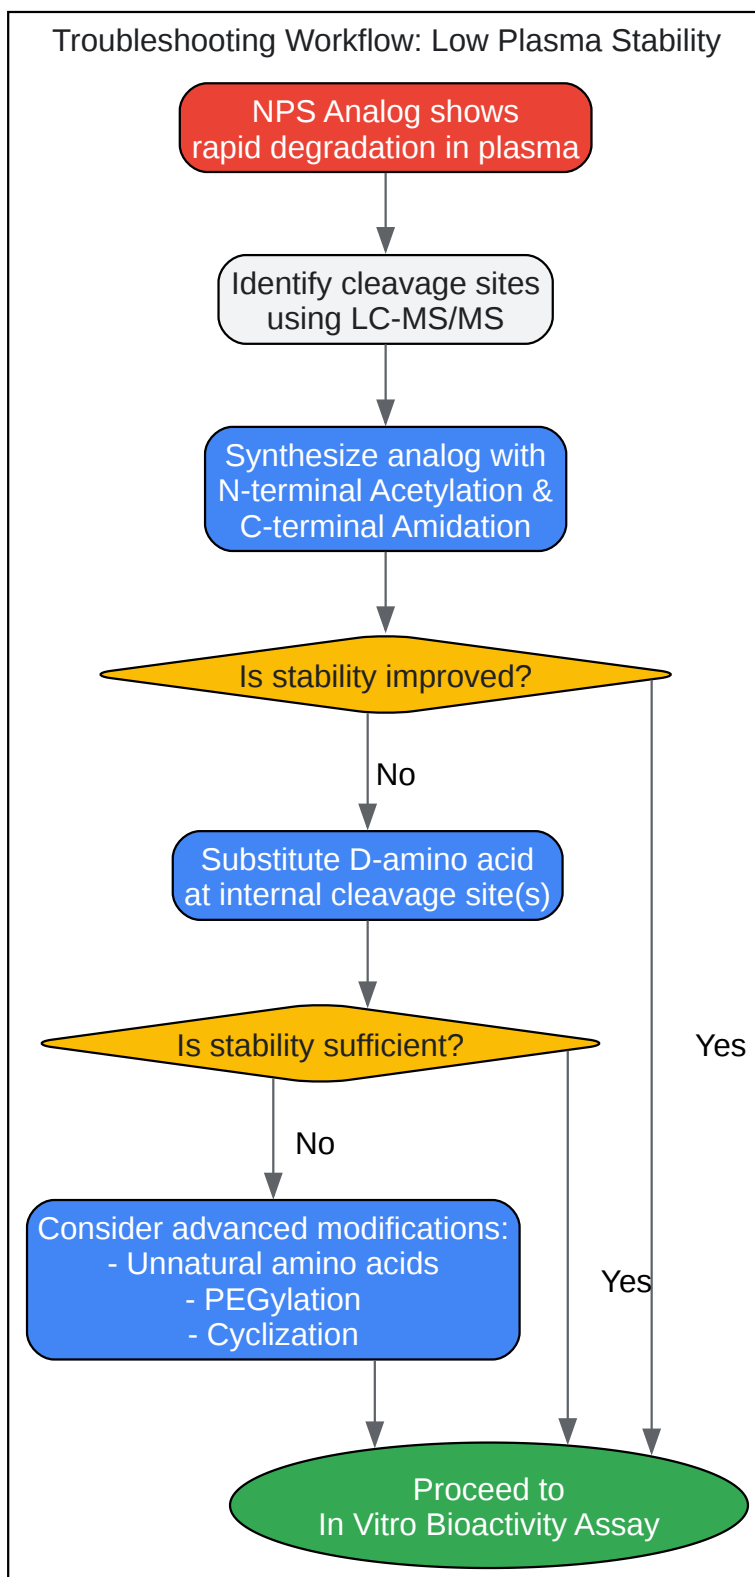 Troubleshooting Workflow: Low Plasma Stability
NPS Analog shows
rapid degradation in plasma
Identify cleavage sites
using LC-MS/MS
Synthesize analog with
N-terminal Acetylation &
C-terminal Amidation
Is stability improved?
No
Substitute D-amino acid
at internal cleavage site(s)
Is stability sufficient?
Yes
No
Consider advanced modifications:
- Unnatural amino acids
- PEGylation
- Cyclization
Yes
Proceed to
In Vitro Bioactivity Assay